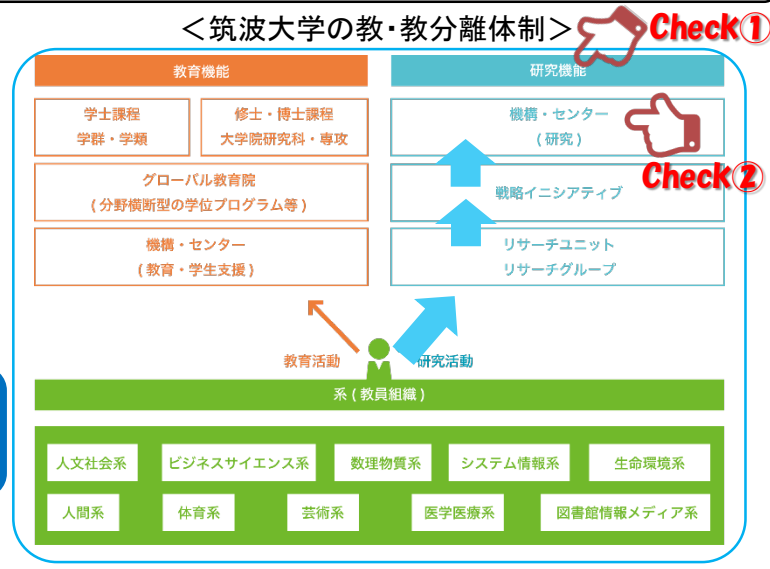 ＜筑波大学の教・教分離体制＞
Check①
教育機能
研究機能
学士課程
学群・学類
修士・博士課程
大学院研究科・専攻
機構・センター
(研究)
Check②
グローバル教育院
(分野横断型の学位プログラム等)
戦略イニシアティブ
機構・センター
(教育・学生支援)
リサーチユニット
リサーチグループ
教育活動
研究活動
系(教員組織)
人文社会系
ビジネスサイエンス系
数理物質系
システム情報系
生命環境系
人間系
体育系
芸術系
医学医療系
図書館情報メディア系